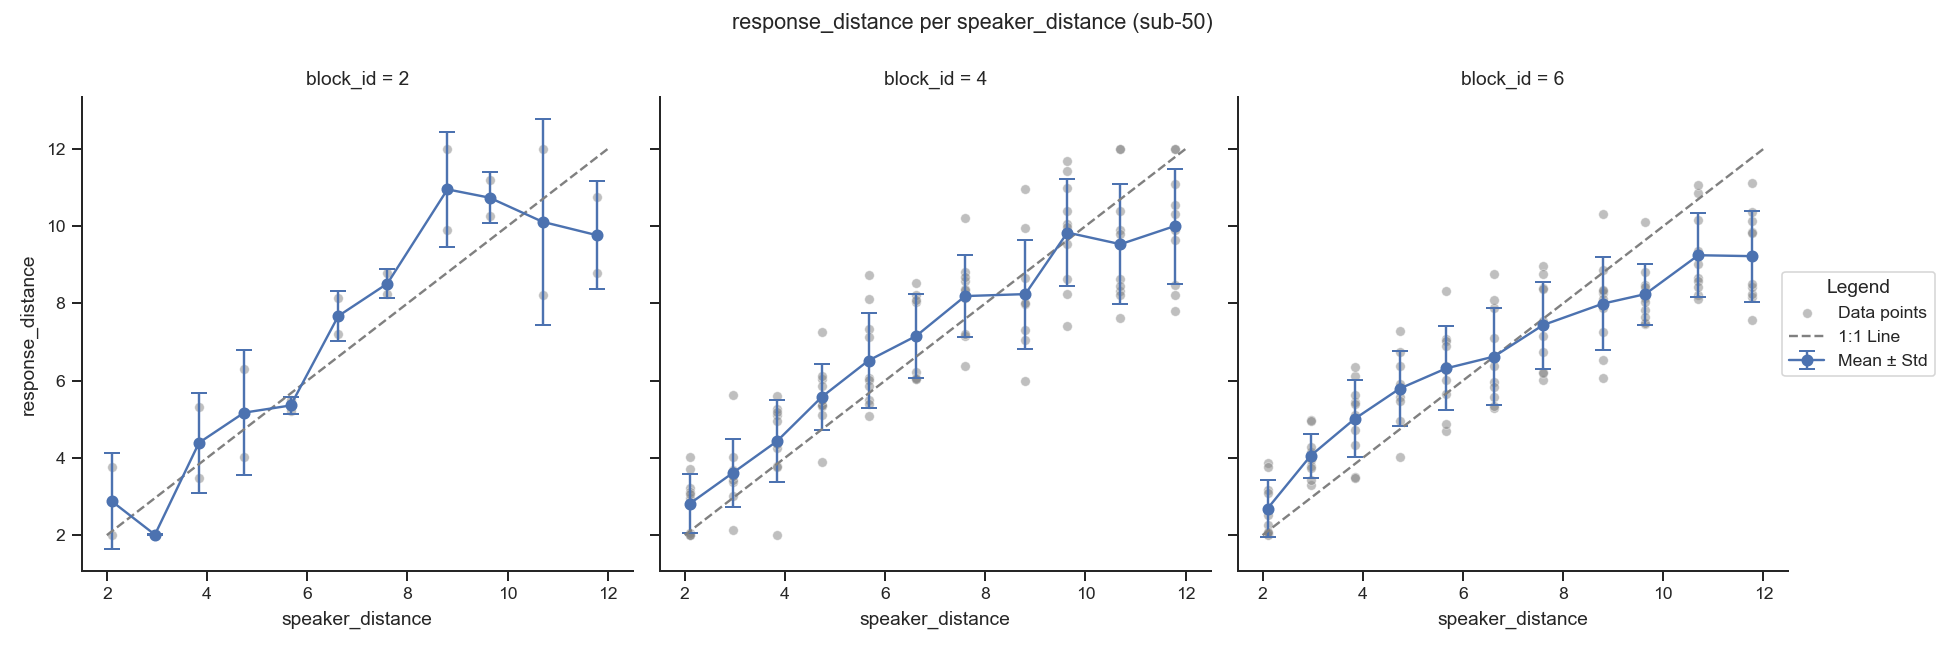 response_distance per speaker_distance (sub-50)
block_id = 2
block_id = 4
block_id = 6
response_distance
12
10
8
6
4
2
2 4 6 8 10 12
2 4 6 8 10 12
2 4 6 8 10 12
speaker_distance
speaker_distance
speaker_distance
Legend
Data points
1:1 Line
Mean ± Std